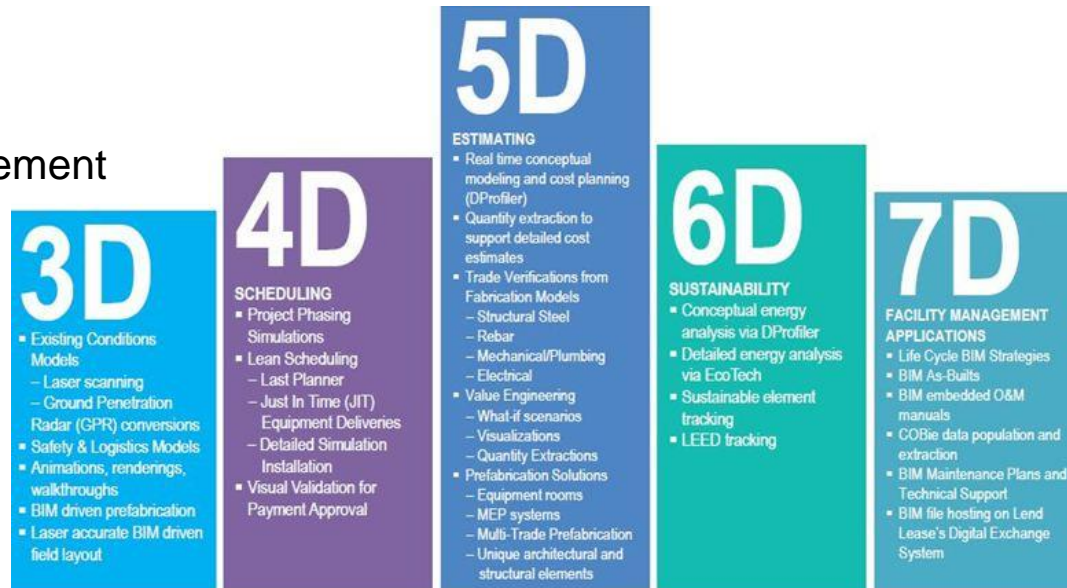 ement
3D
▪ Existing Conditions
Models
– Laser scanning
– Ground Penetration
Radar (GPR) conversions
▪ Safety & Logistics Models
▪ Animations, renderings,
walkthroughs
▪ BIM driven prefabrication
▪ Laser accurate BIM driven
field layout
4D
SCHEDULING
▪ Project Phasing
Simulations
▪ Lean Scheduling
– Last Planner
– Just In Time (JIT)
Equipment Deliveries
– Detailed Simulation
Installation
▪ Visual Validation for
Payment Approval
5D
ESTIMATING
▪ Real time conceptual
modeling and cost planning
(DProfiler)
▪ Quantity extraction to
support detailed cost
estimates
▪ Trade Verifications from
Fabrication Models
– Structural Steel
– Rebar
– Mechanical/Plumbing
– Electrical
▪ Value Engineering
– What-if scenarios
– Visualizations
– Quantity Extractions
▪ Prefabrication Solutions
– Equipment rooms
– MEP systems
– Multi-Trade Prefabrication
– Unique architectural and
structural elements
6D
SUSTAINABILITY
▪ Conceptual energy
analysis via DProfiler
▪ Detailed energy analysis
via EcoTech
▪ Sustainable element
tracking
▪ LEED tracking
7D
FACILITY MANAGEMENT
APPLICATIONS
▪ Life Cycle BIM Strategies
▪ BIM As-Builts
▪ BIM embedded O&M
manuals
▪ COBie data population and
extraction
▪ BIM Maintenance Plans and
Technical Support
▪ BIM file hosting on Lend
Lease's Digital Exchange
System